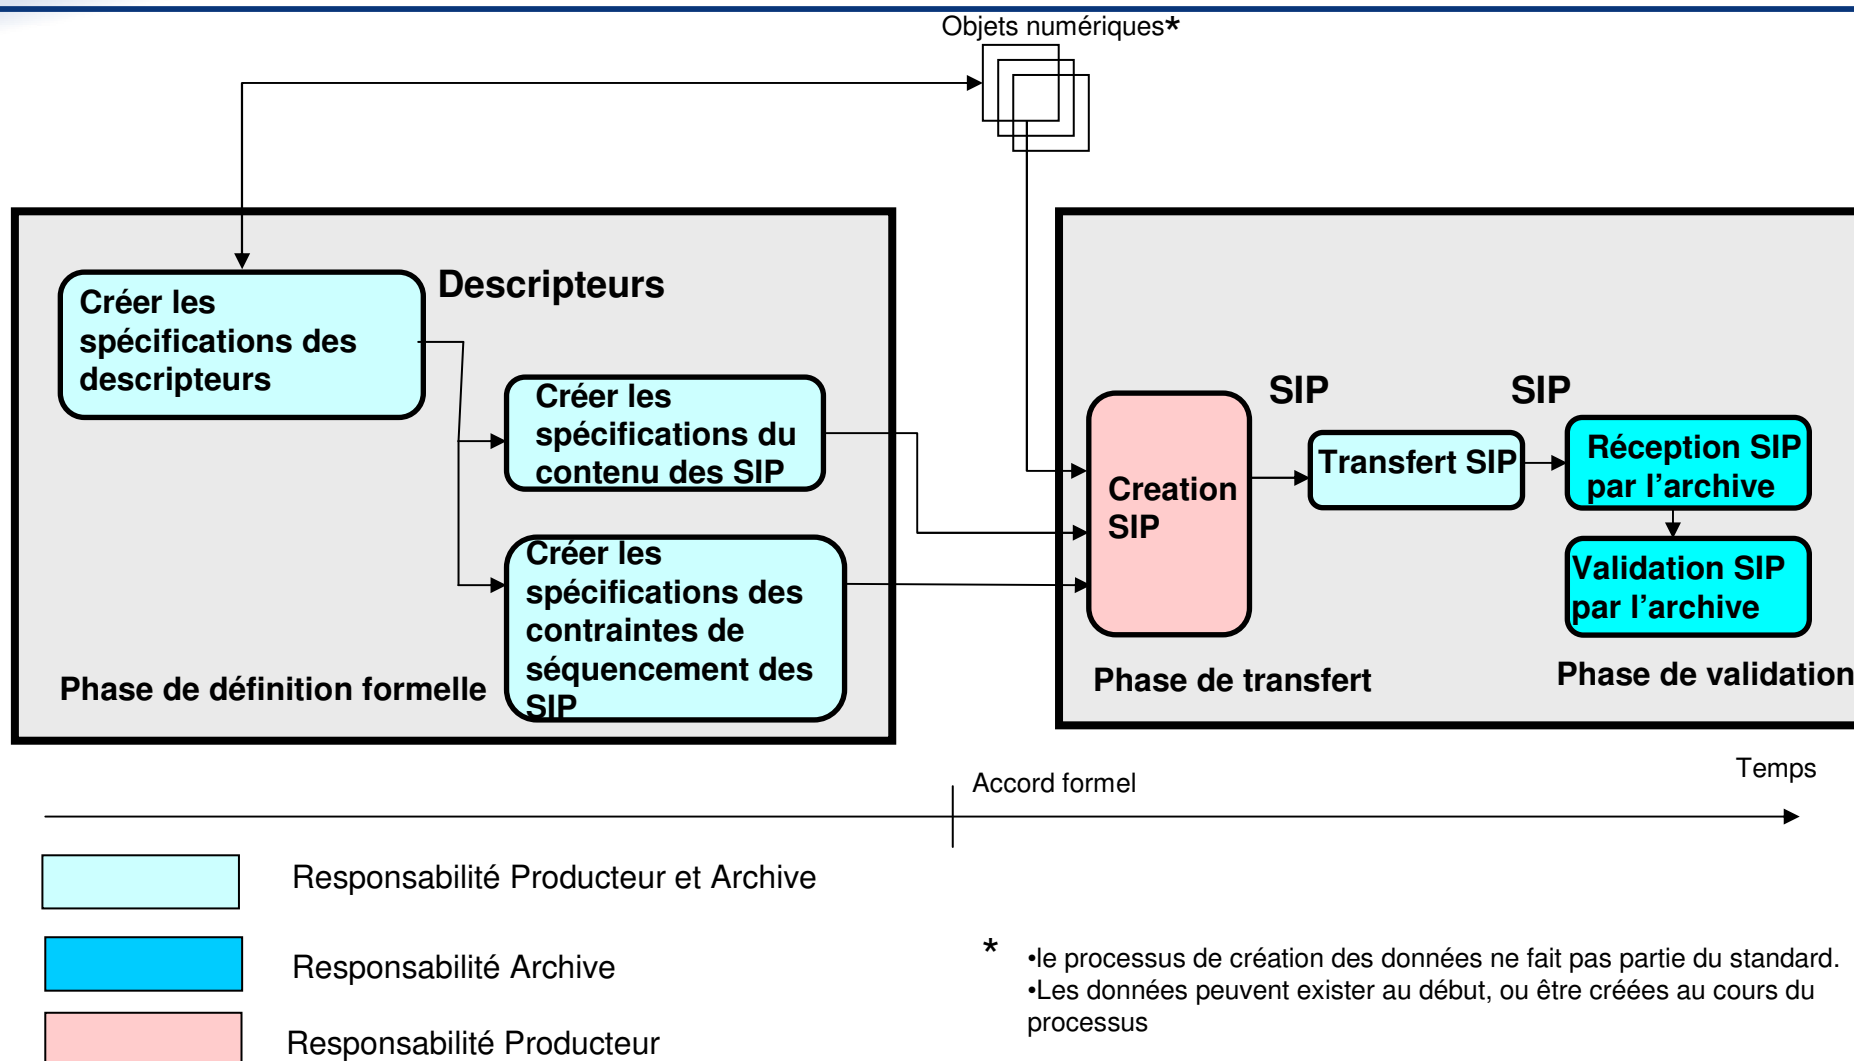 Objets numériques*
Descripteurs
Créer les
spécifications des
descripteurs
Créer les
spécifications du
contenu des SIP
Créer les
spécifications des
contraintes de
séquencement des
SIP
Phase de définition formelle
SIP
SIP
Creation
SIP
Transfert SIP
Réception SIP
par l’archive
Validation SIP
par l’archive
Phase de transfert
Phase de validation
Accord formel
Temps
Responsabilité Producteur et Archive
Responsabilité Archive
Responsabilité Producteur
* •le processus de création des données ne fait pas partie du standard.
•Les données peuvent exister au début, ou être créées au cours du
processus